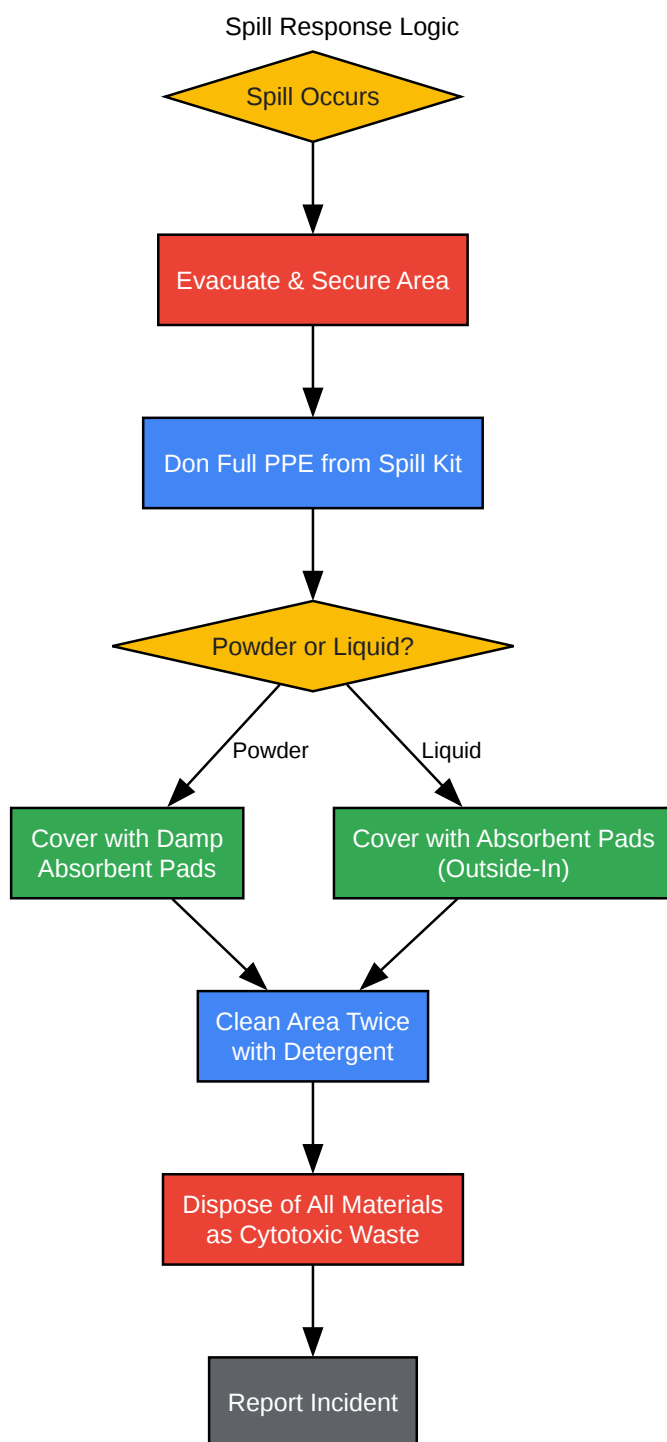 Spill Response Logic
Spill Occurs
Evacuate & Secure Area
Don Full PPE from Spill Kit
Powder or Liquid?
Powder
Liquid
Cover with Damp
Absorbent Pads
Cover with Absorbent Pads
(Outside-In)
Clean Area Twice
with Detergent
Dispose of All Materials
as Cytotoxic Waste
Report Incident